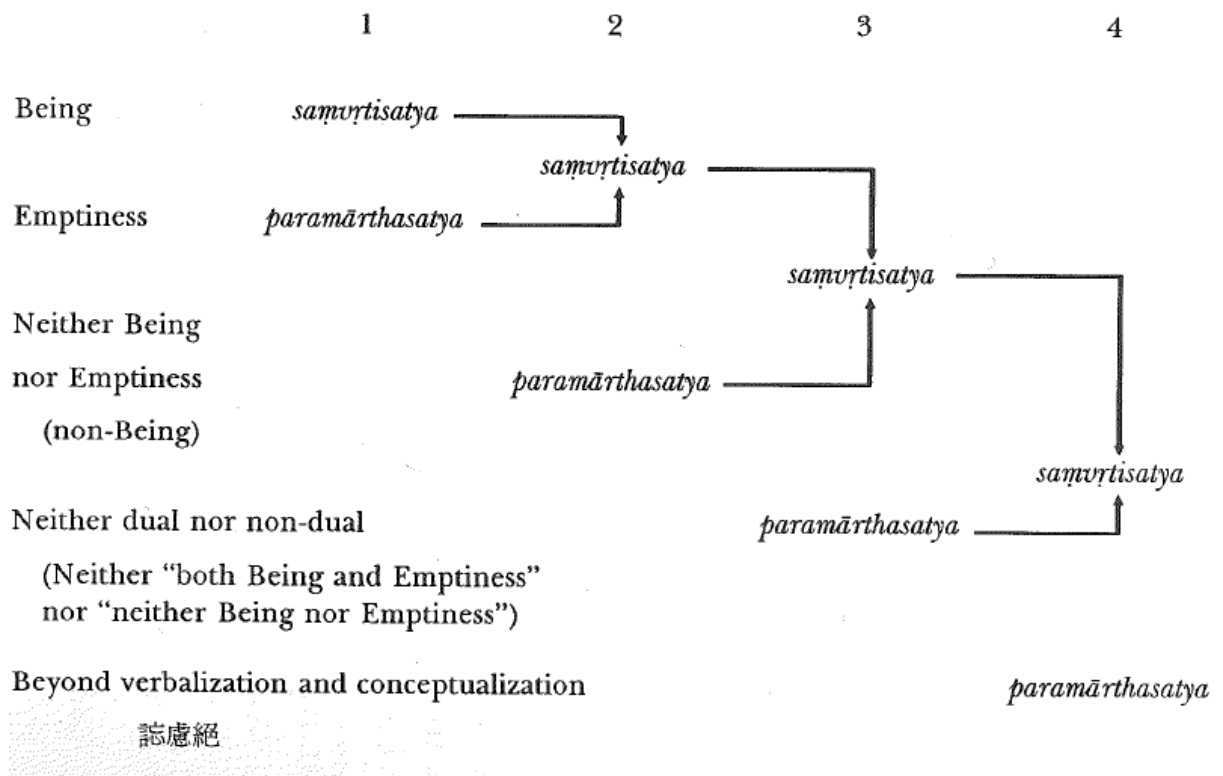 1 2 3 4
Being saṃvṛtisatya
saṃvṛtisatya
Emptiness paramārthasatya
saṃvṛtisatya
Neither Being
nor Emptiness paramārthasatya
(non-Being)
saṃvṛtisatya
Neither dual nor non-dual paramārthasatya
(Neither “both Being and Emptiness”
nor “neither Being nor Emptiness”)
Beyond verbalization and conceptualization paramārthasatya
慮絕